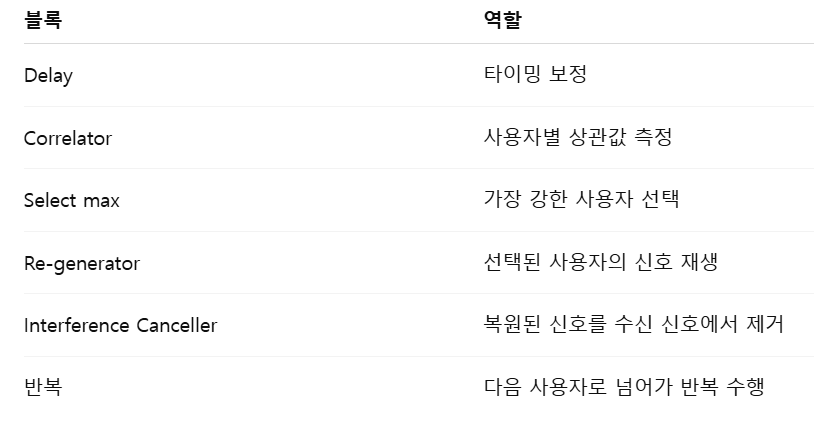 블록 역할
Delay 타이밍 보정
Correlator 사용자별 상관값 측정
Select max 가장 강한 사용자 선택
Re-generator 선택된 사용자의 신호 재생
Interference Canceller 복원된 신호를 수신 신호에서 제거
반복 다음 사용자로 넘어가 반복 수행